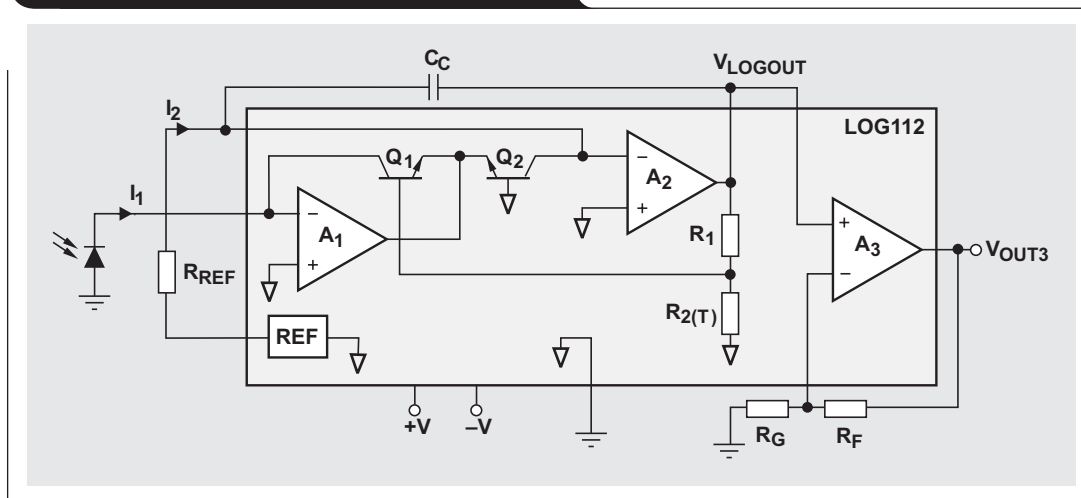 C_C
V_LOGOUT
I_2
LOG112
Q_1 Q_2
A_2
I_1
A_1
R_1
A_3
V_OUT3
R_REF
R_2(T)
REF
+V –V
R_G R_F